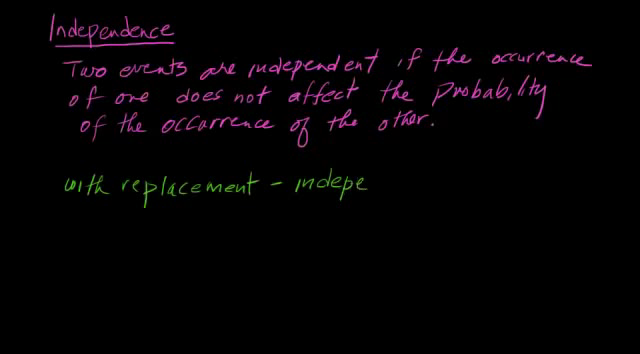 Independence
Two events are independent if the occurrence
of one does not affect the Probability
of the occurrence of the other.
with replacement - indepe